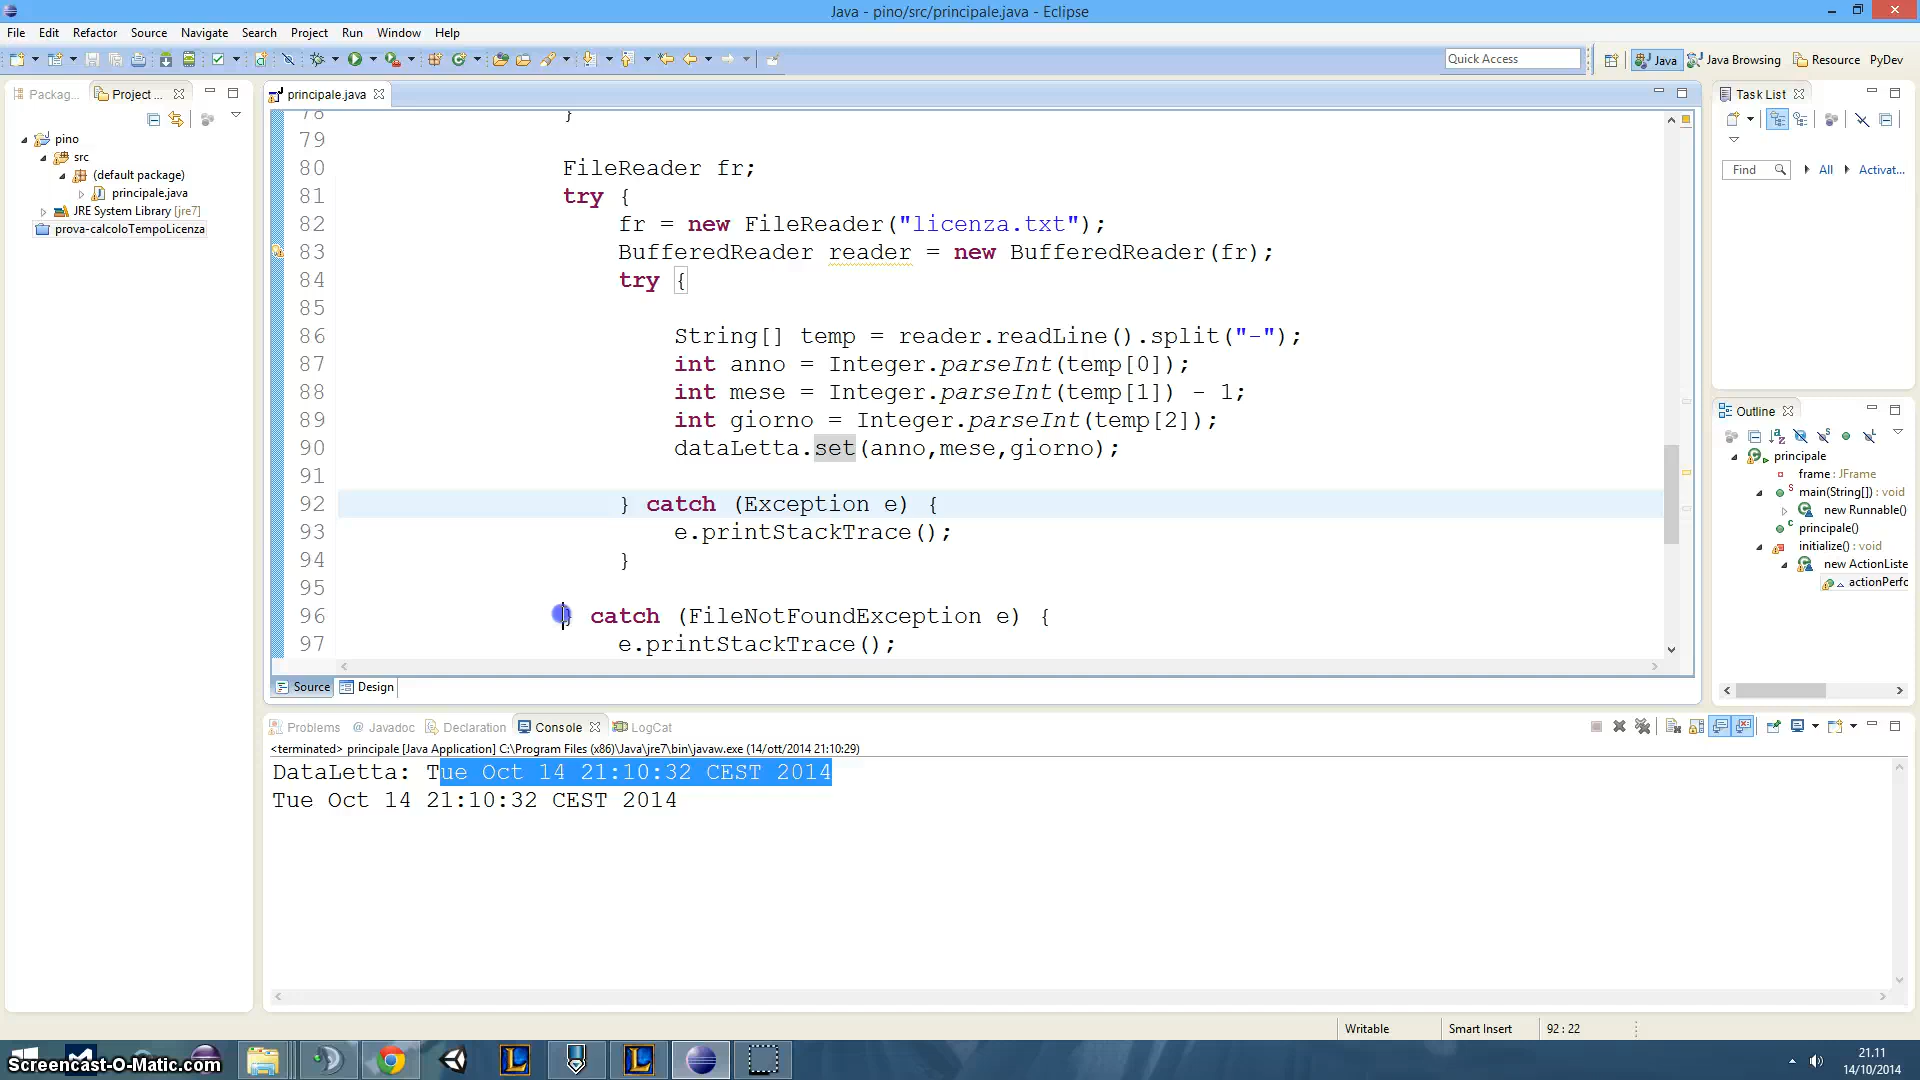 Java - pino/src/principale.java - Eclipse
File Edit Refactor Source Navigate Search Project Run Window Help
Quick Access
Java Java Browsing Resource PyDev
Packag... Project ...
principale.java
Task List
pino
src
(default package)
principale.java
JRE System Library [jre7]
prova-calcoloTempoLicenza
78 }
79
80 FileReader fr;
81 try {
82 fr = new FileReader("licenza.txt");
83 BufferedReader reader = new BufferedReader(fr);
84 try {
85
86 String[] temp = reader.readLine().split("-");
87 int anno = Integer.parseInt(temp[0]);
88 int mese = Integer.parseInt(temp[1]) - 1;
89 int giorno = Integer.parseInt(temp[2]);
90 dataLetta.set(anno,mese,giorno);
91
92 } catch (Exception e) {
93 e.printStackTrace();
94 }
95
96 } catch (FileNotFoundException e) {
97 e.printStackTrace();
Source Design
Find All Activat...
Outline
principale
frame : JFrame
main(String[]) : void
new Runnable()
principale()
initialize() : void
new ActionListe
actionPerfo
Problems @ Javadoc Declaration Console LogCat
<terminated> principale [Java Application] C:\Program Files (x86)\Java\jre7\bin\javaw.exe (14/ott/2014 21:10:29)
DataLetta: Tue Oct 14 21:10:32 CEST 2014
Tue Oct 14 21:10:32 CEST 2014
Writable Smart Insert 92 : 22
Screencast-O-Matic.com
21.11
14/10/2014